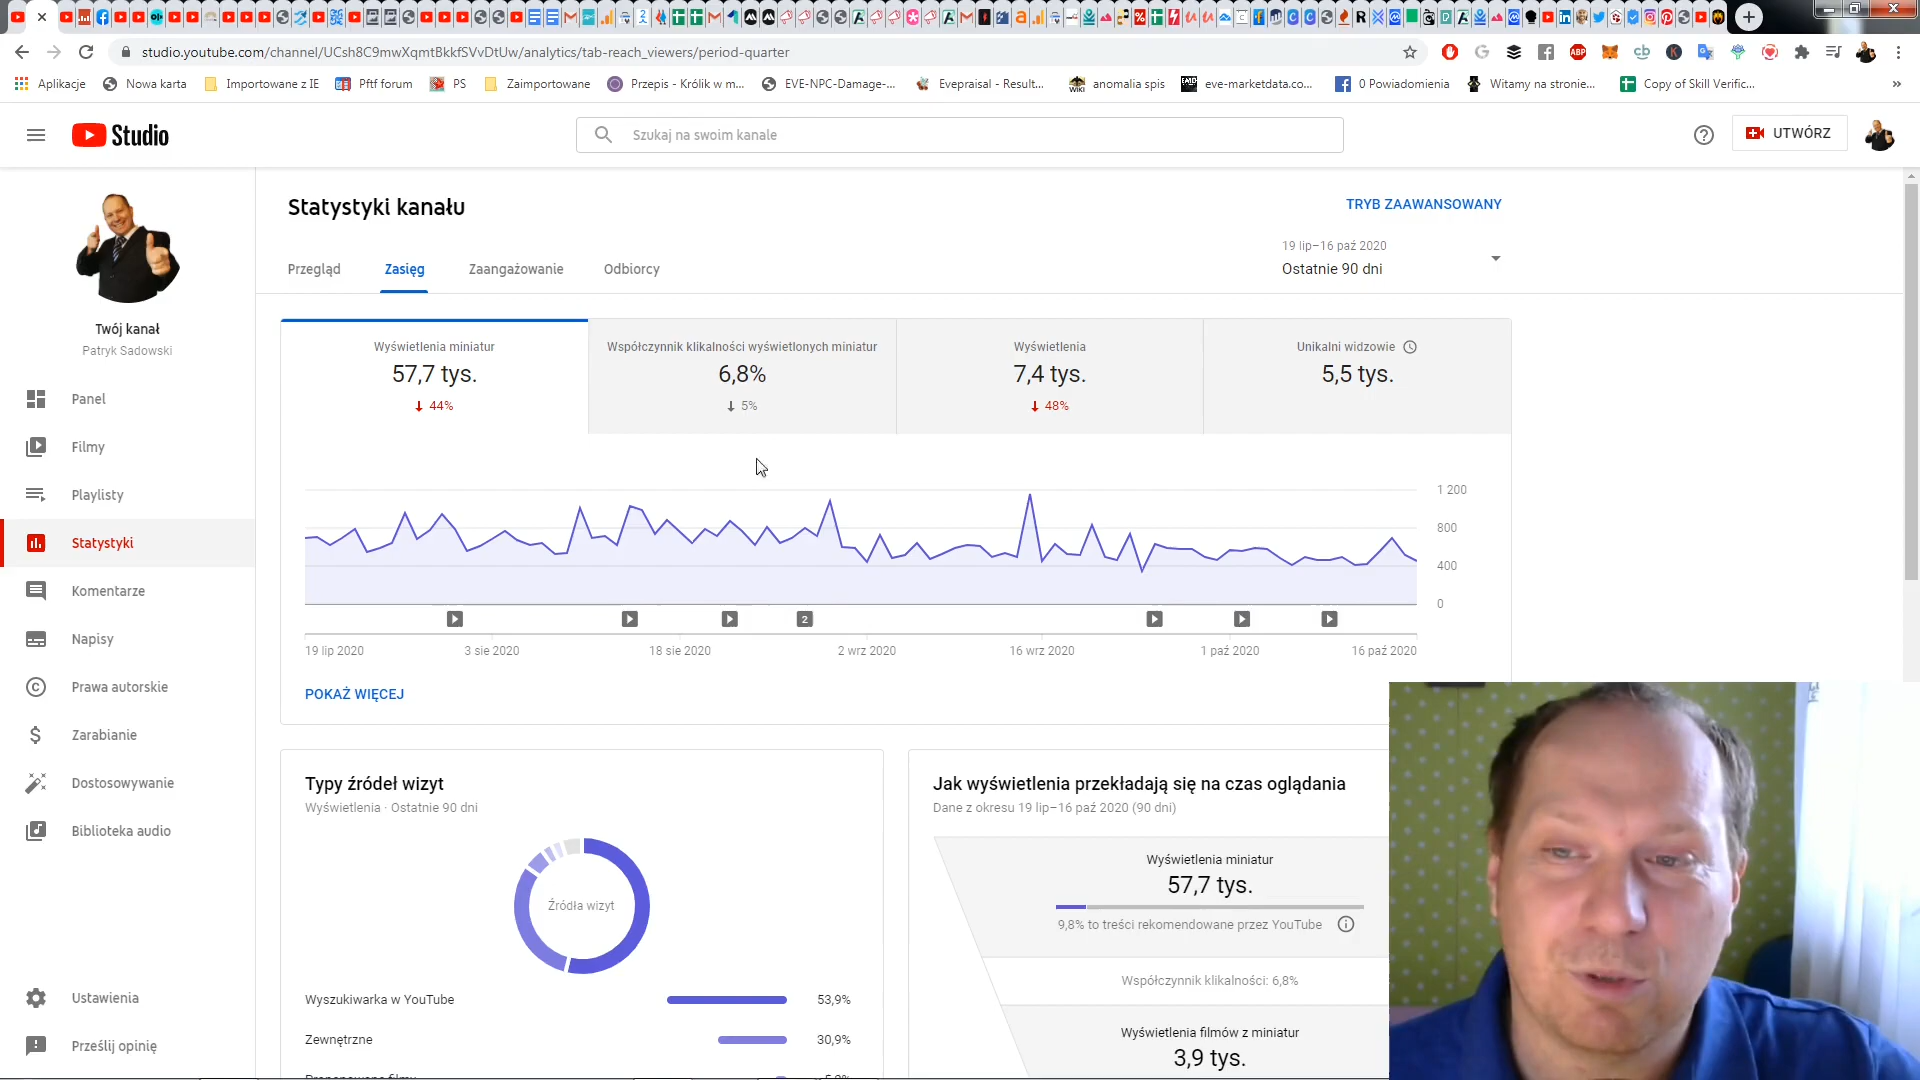 studio.youtube.com/channel/UCsh8C9mwXqmtBkkfSVvDtUw/analytics/tab-reach_viewers/period-quarter
Aplikacje
Nowa karta
Importowane z IE
Pftf forum
PS
Zaimportowane
Przepis - Królik w m...
EVE-NPC-Damage-...
Evepraisal - Result...
anomalia spis
eve-marketdata.co...
0 Powiadomienia
Witamy na stronie...
Copy of Skill Verific...
»
Studio
Szukaj na swoim kanale
UTWÓRZ
Twój kanał
Patryk Sadowski
Panel
Filmy
Playlisty
Statystyki
Komentarze
Napisy
Prawa autorskie
Zarabianie
Dostosowywanie
Biblioteka audio
Ustawienia
Prześlij opinię
Statystyki kanału
TRYB ZAAWANSOWANY
Przegląd
Zasięg
Zaangażowanie
Odbiorcy
19 lip–16 paź 2020
Ostatnie 90 dni
Wyświetlenia miniatur
57,7 tys.
44%
Współczynnik klikalności wyświetlonych miniatur
6,8%
5%
Wyświetlenia
7,4 tys.
48%
Unikalni widzowie
5,5 tys.
1 200
800
400
0
2
19 lip 2020
3 sie 2020
18 sie 2020
2 wrz 2020
16 wrz 2020
1 paź 2020
16 paź 2020
POKAŻ WIĘCEJ
Typy źródeł wizyt
Wyświetlenia · Ostatnie 90 dni
Źródła wizyt
Wyszukiwarka w YouTube
53,9%
Zewnętrzne
30,9%
Jak wyświetlenia przekładają się na czas oglądania
Dane z okresu 19 lip–16 paź 2020 (90 dni)
Wyświetlenia miniatur
57,7 tys.
9,8% to treści rekomendowane przez YouTube
Współczynnik klikalności: 6,8%
Wyświetlenia filmów z miniatur
3,9 tys.